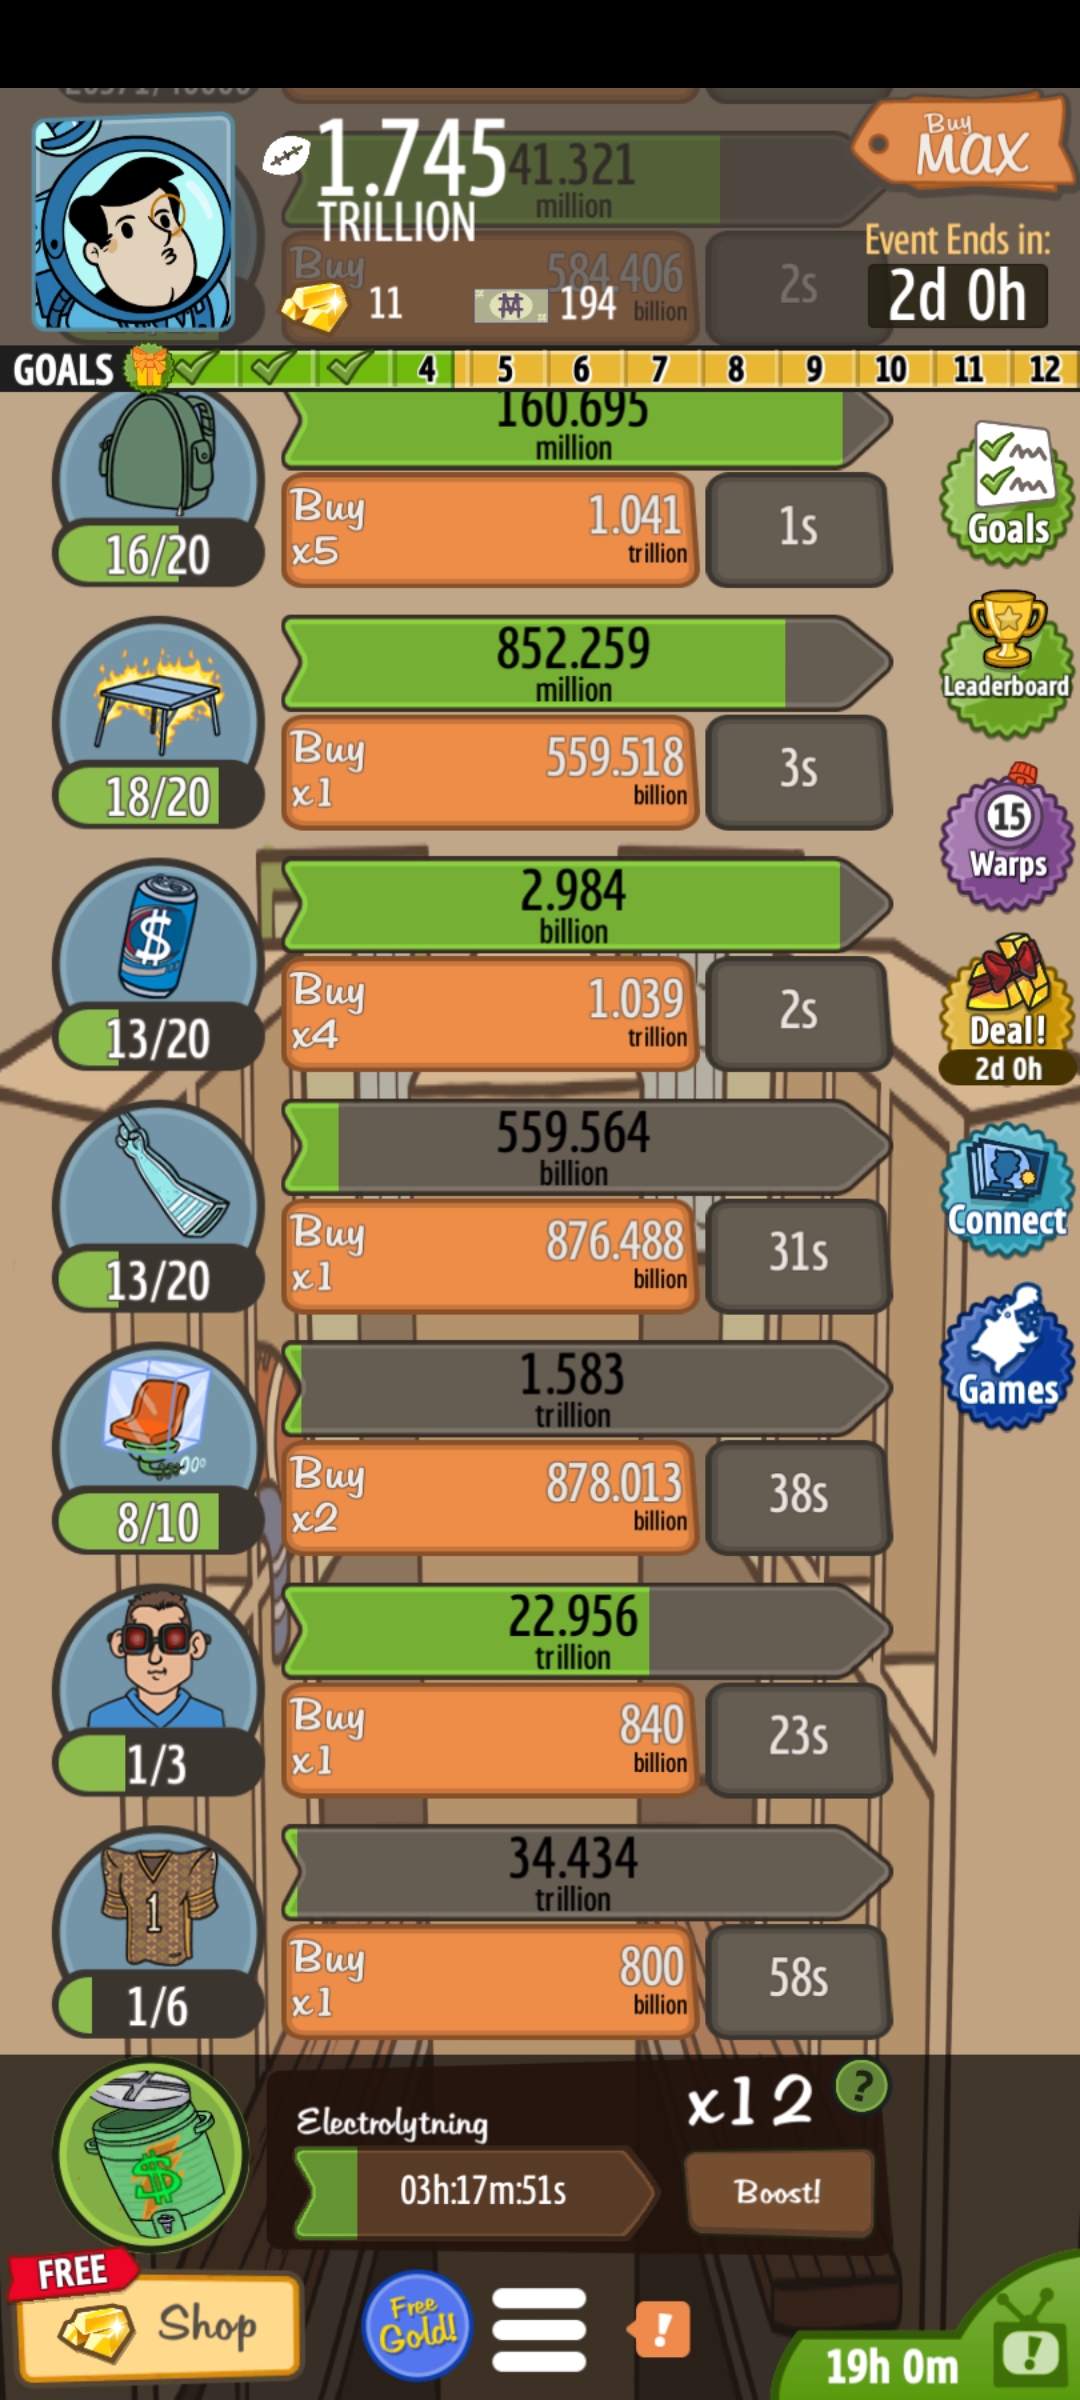 1.745
TRILLION
41.321
million
Buy
MAX
Event Ends in:
2d 0h
Buy
584.406
billion
2s
11
194
GOALS 4 5 6 7 8 9 10 11 12
160.695
million
Buy
x5
1.041
trillion
1s
16/20
Goals
852.259
million
Buy
x1
559.518
billion
3s
18/20
Leaderboard
15
Warps
2.984
billion
Buy
x4
1.039
trillion
2s
13/20
$
Deal!
2d 0h
559.564
billion
Buy
x1
876.488
billion
31s
13/20
Connect
1.583
trillion
Buy
x2
878.013
billion
38s
8/10
Games
22.956
trillion
Buy
x1
840
billion
23s
1/3
34.434
trillion
1
Buy
x1
800
billion
58s
1/6
Electrolytning
x12
?
$
03h:17m:51s
Boost!
FREE
Shop
Free
Gold!
!
19h 0m
!